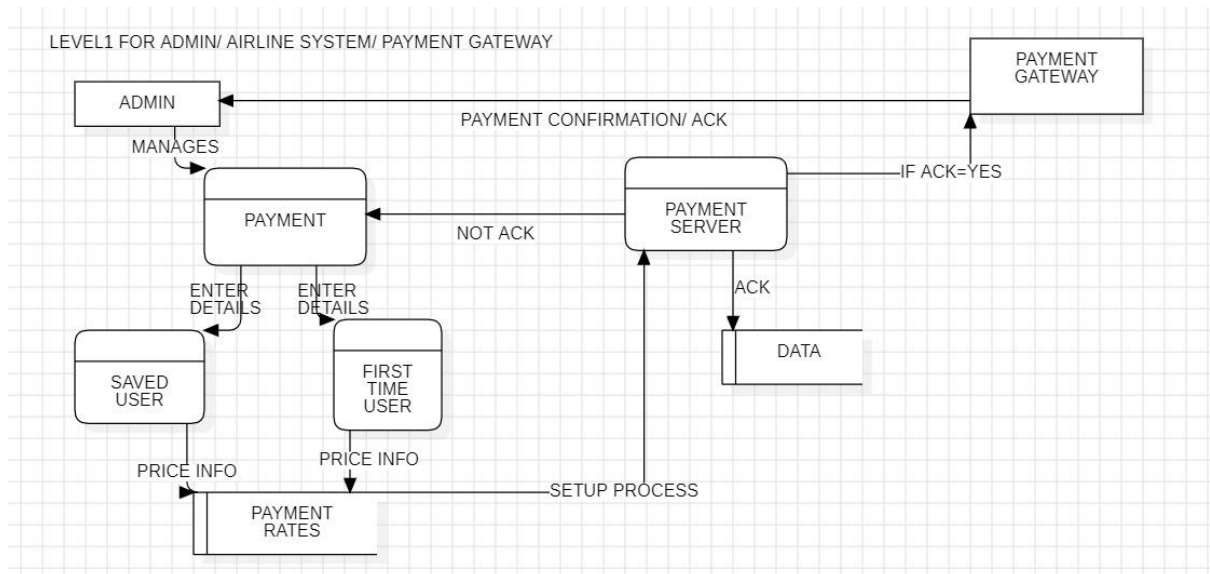 LEVEL1 FOR ADMIN/ AIRLINE SYSTEM/ PAYMENT GATEWAY
PAYMENT
GATEWAY
ADMIN
PAYMENT CONFIRMATION/ ACK
MANAGES
IF ACK=YES
PAYMENT
PAYMENT
SERVER
NOT ACK
ENTER
DETAILS
ENTER
DETAILS
ACK
DATA
SAVED
USER
FIRST
TIME
USER
PRICE INFO
PRICE INFO
SETUP PROCESS
PAYMENT
RATES